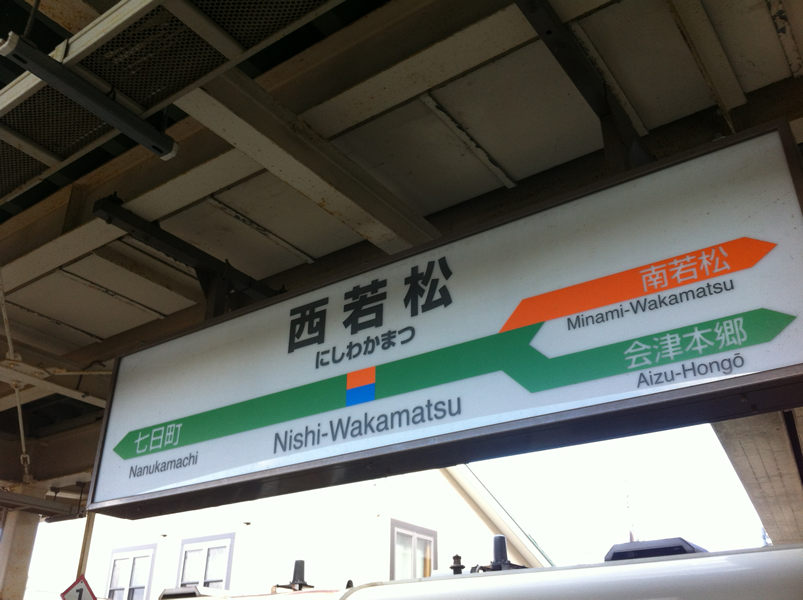 西若松
にしわかまつ
南若松
Minami-Wakamatsu
会津本郷
Aizu-Hongō
七日町
Nanukamachi
Nishi-Wakamatsu